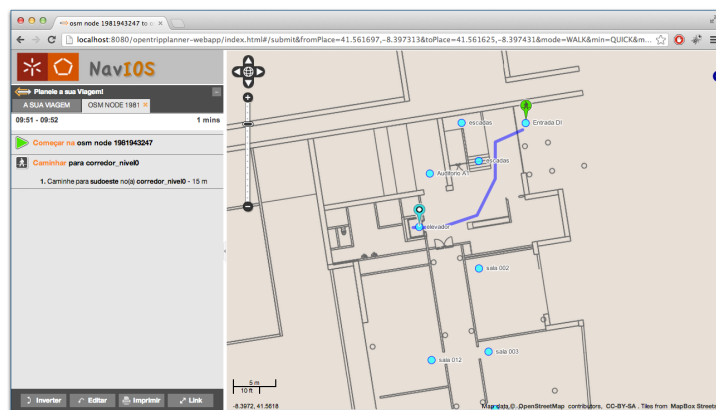 osm node 1981943247 to o
localhost:8080/opentripplanner-webapp/index.html#/submit&fromPlace=41.561697,-8.397313&toPlace=41.561625,-8.397431&mode=WALK&min=QUICK&m...
NavIOS
Planeie a sua Viagem!
A SUA VIAGEM
OSM NODE 1981
09:51 - 09:52
1 mins
Começar na osm node 1981943247
Caminhar para corredor_nivel0
1. Caminhe para sudoeste no(a) corredor_nivel0 - 15 m
escadas
Entrada DI
escadas
Auditório A1
elevador
sala 002
sala 003
sala 012
5 m
10 ft
-8.3972, 41.5618
Map data © OpenStreetMap contributors, CC-BY-SA . Tiles from MapBox Streets
Inverter
Editar
Imprimir
Link